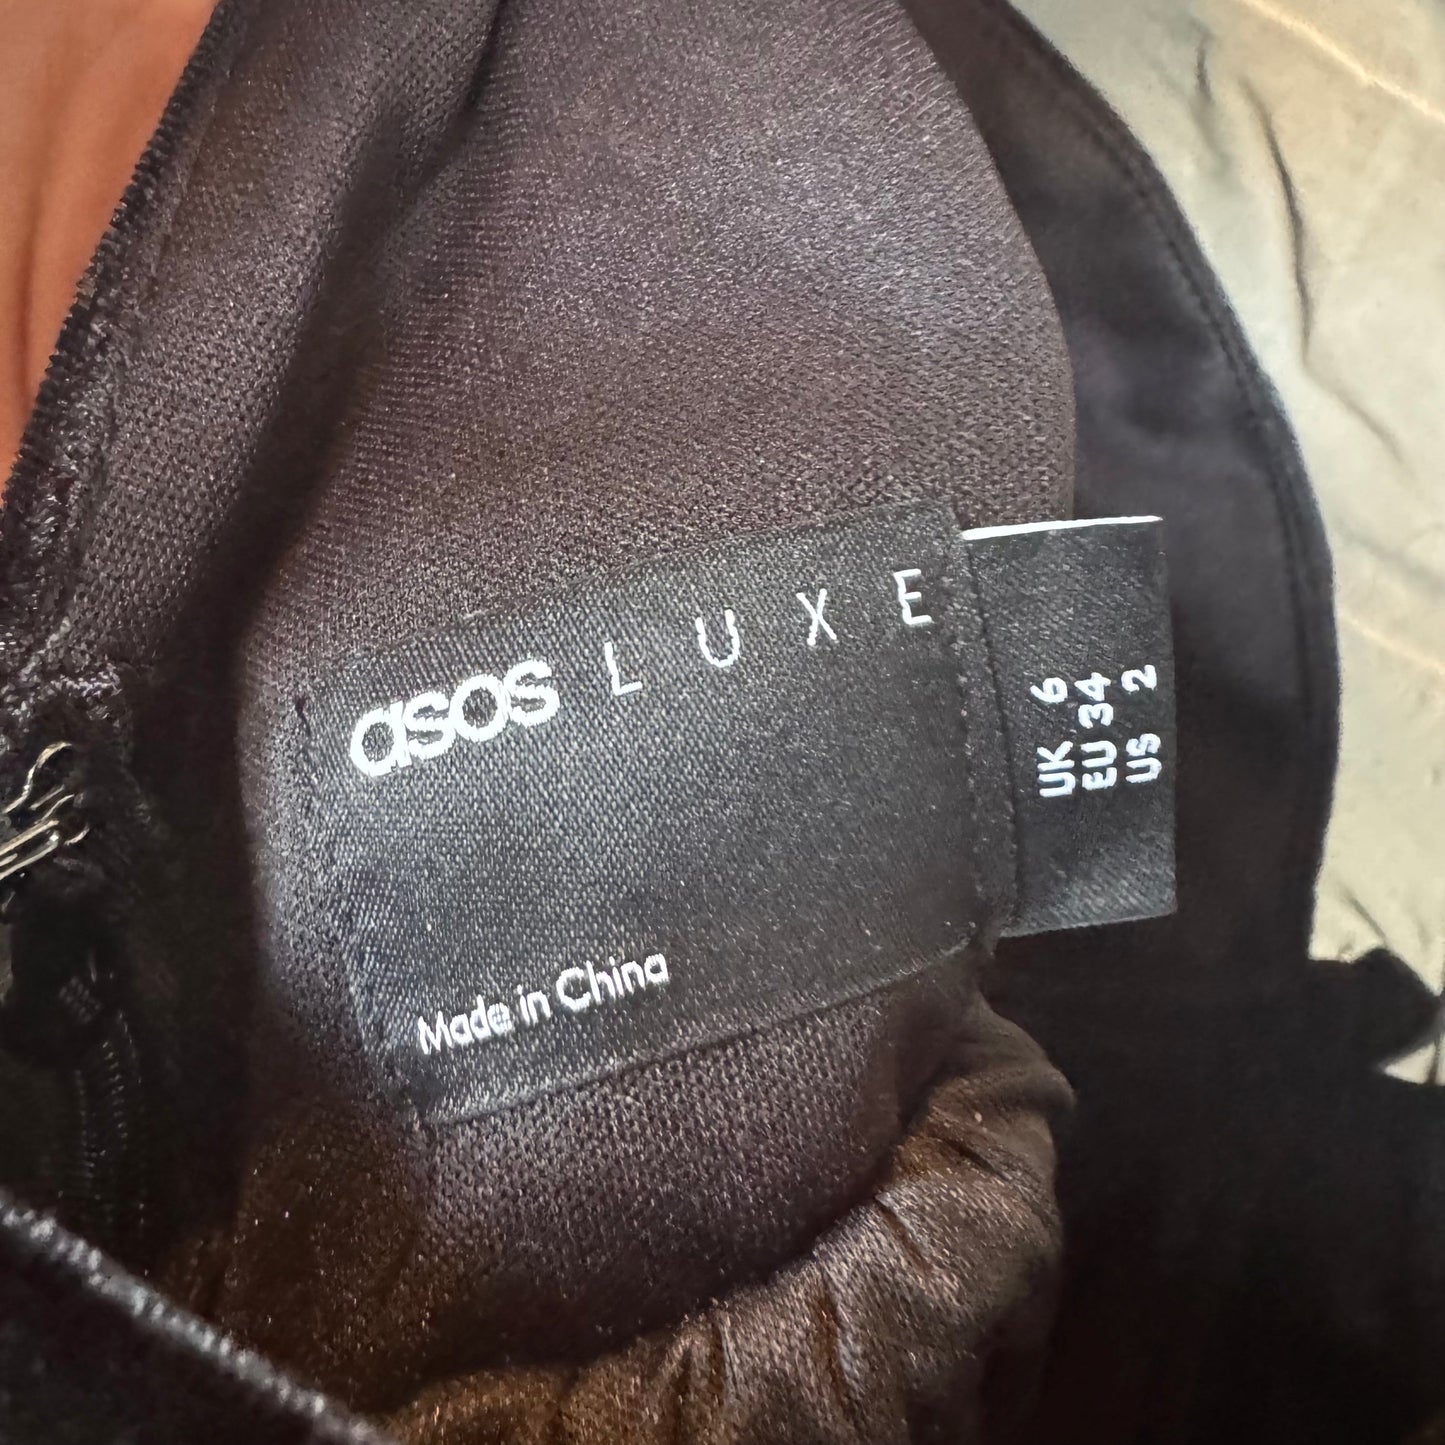 asos LUXE
Made in China
UK 6
EU 34
US 2